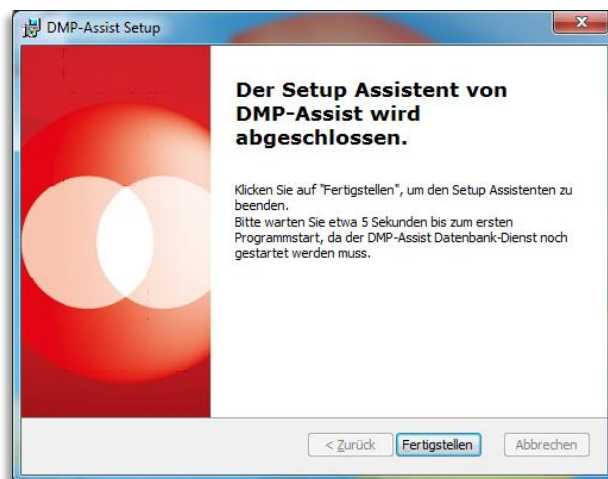 DMP-Assist Setup
Der Setup Assistent von
DMP-Assist wird
abgeschlossen.
Klicken Sie auf "Fertigstellen", um den Setup Assistenten zu
beenden.
Bitte warten Sie etwa 5 Sekunden bis zum ersten
Programmstart, da der DMP-Assist Datenbank-Dienst noch
gestartet werden muss.
< Zurück Fertigstellen Abbrechen